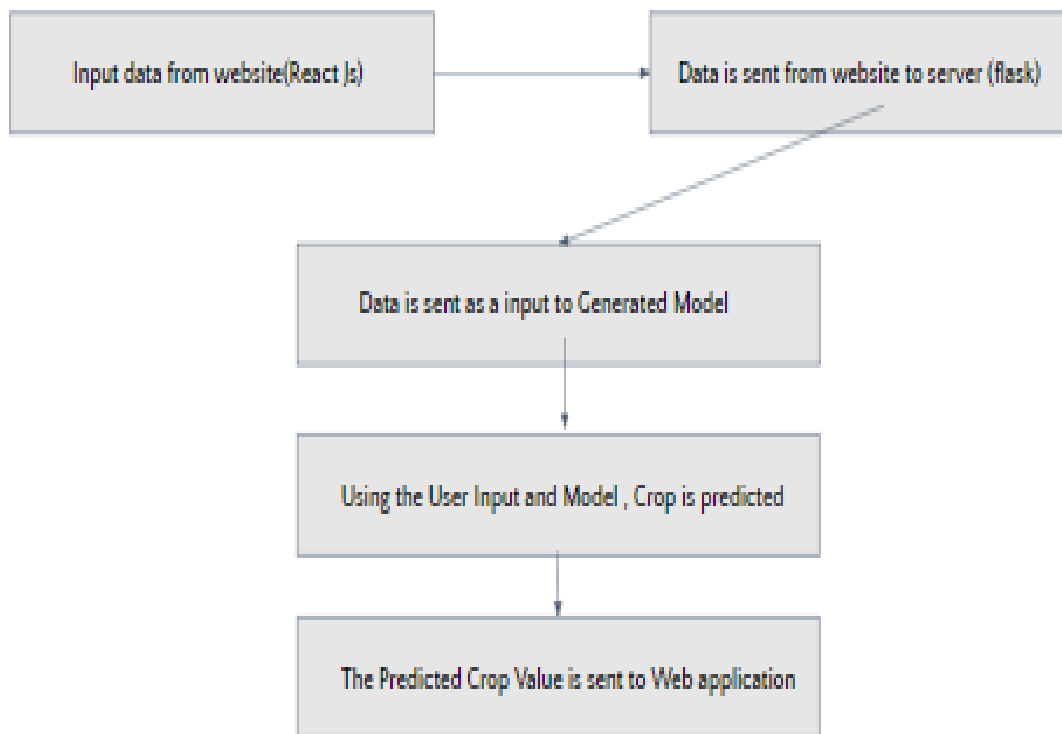 Input data from website(React Js)
Data is sent from website to server (flask)
Data is sent as a input to Generated Model
Using the User Input and Model , Crop is predicted
The Predicted Crop Value is sent to Web application